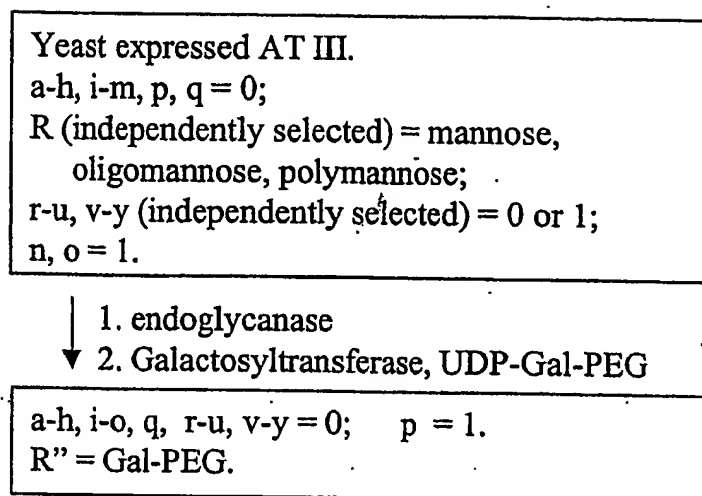 Yeast expressed AT III.
a-h, i-m, p, q = 0;
R (independently selected) = mannose,
oligomannose, polymannose;
r-u, v-y (independently selected) = 0 or 1;
n, o = 1.
1. endoglycanase
2. Galactosyltransferase, UDP-Gal-PEG
a-h, i-o, q, r-u, v-y = 0; p = 1.
R” = Gal-PEG.